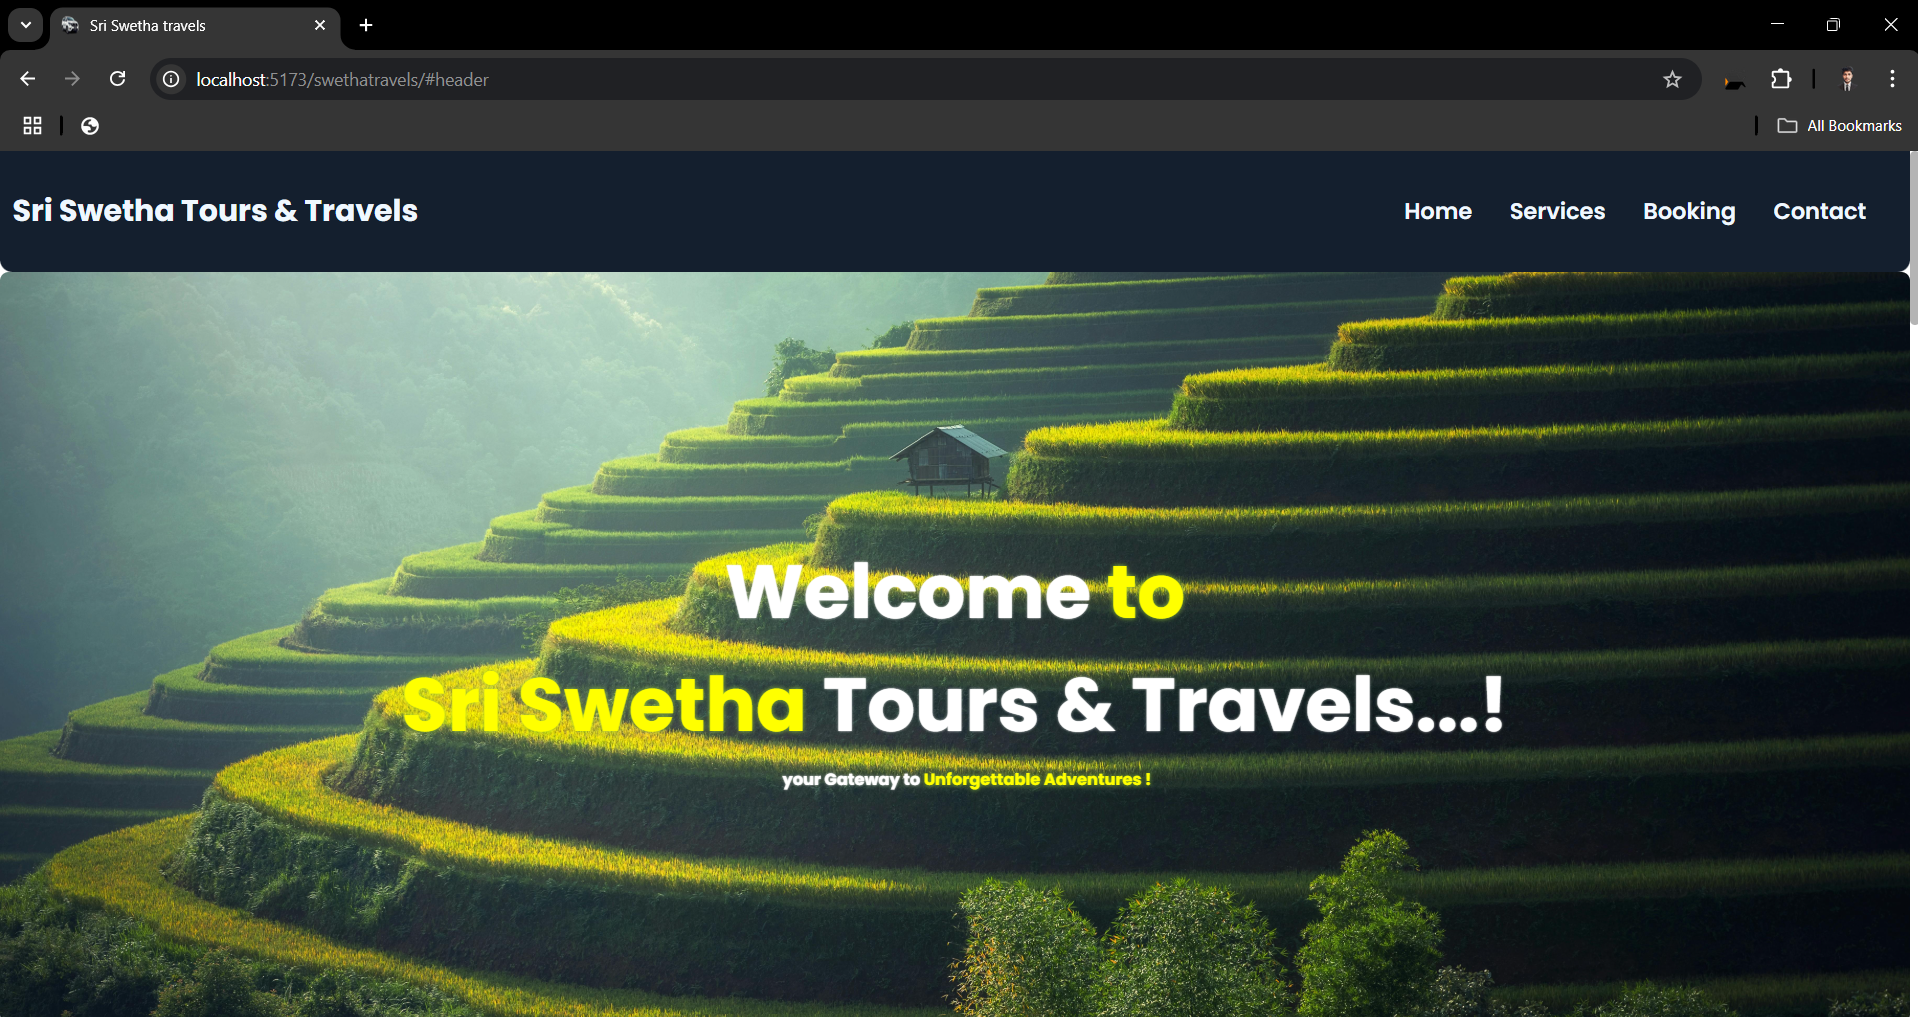 Sri Swetha travels
localhost:5173/swethatravels/#header
All Bookmarks
Sri Swetha Tours & Travels
Home Services Booking Contact
Welcome to
Sri Swetha Tours & Travels...!
your Gateway to Unforgettable Adventures !